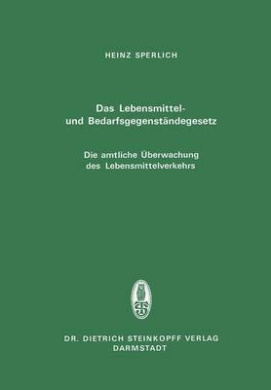 HEINZ SPERLICH
Das Lebensmittel-
und Bedarfsgegenständegesetz
Die amtliche Überwachung
des Lebensmittelverkehrs
DR. DIETRICH STEINKOPFF VERLAG
DARMSTADT